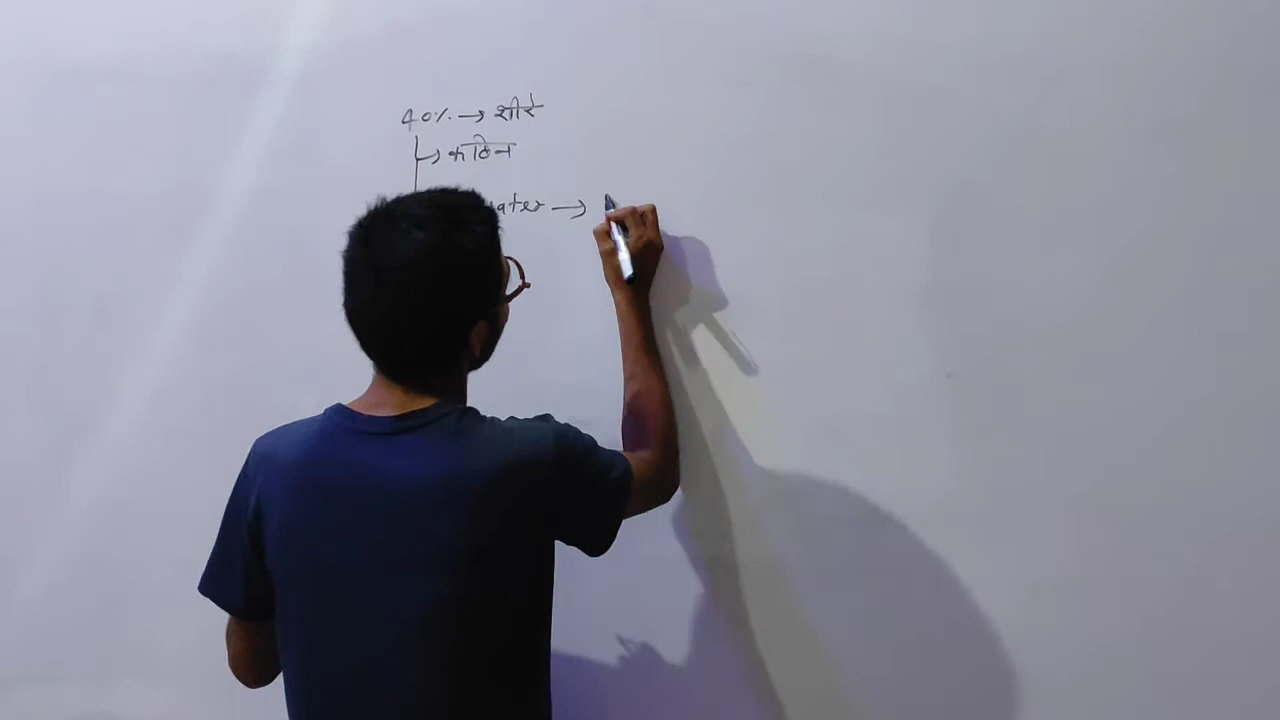 40% → शीरे
↳ कठिन
ater →